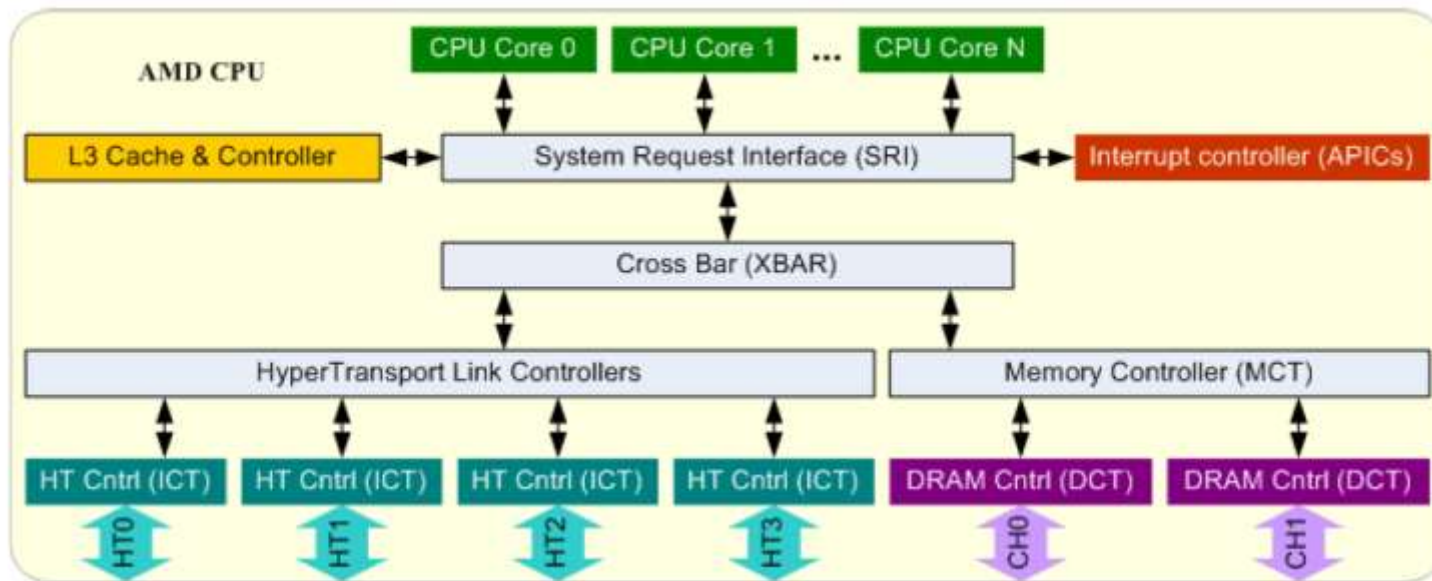 CPU Core 0
CPU Core 1
...
CPU Core N
AMD CPU
L3 Cache & Controller
System Request Interface (SRI)
Interrupt controller (APICs)
Cross Bar (XBAR)
HyperTransport Link Controllers
Memory Controller (MCT)
HT Cntrl (ICT)
HT Cntrl (ICT)
HT Cntrl (ICT)
HT Cntrl (ICT)
DRAM Cntrl (DCT)
DRAM Cntrl (DCT)
HT0
HT1
HT2
HT3
CH0
CH1